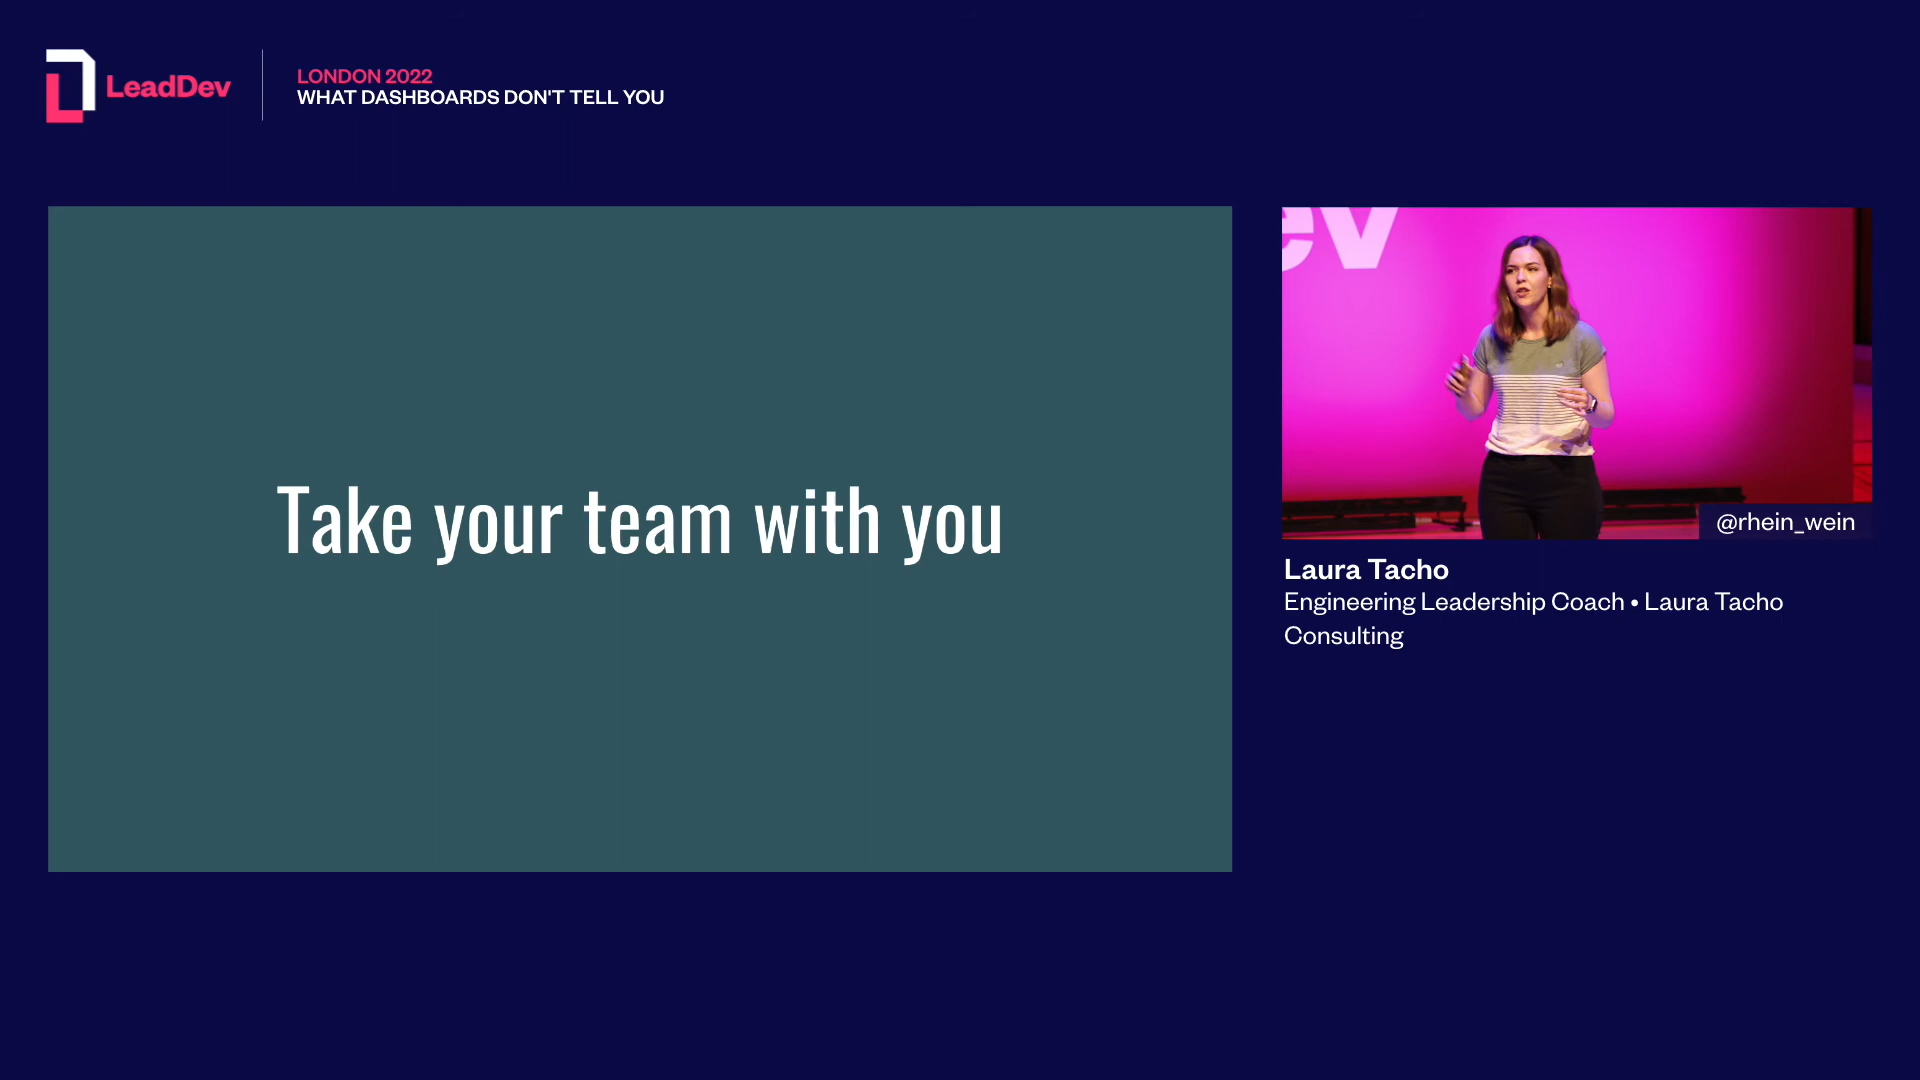 LeadDev
LONDON 2022
WHAT DASHBOARDS DON'T TELL YOU
Take your team with you
ev
@rhein_wein
Laura Tacho
Engineering Leadership Coach • Laura Tacho
Consulting